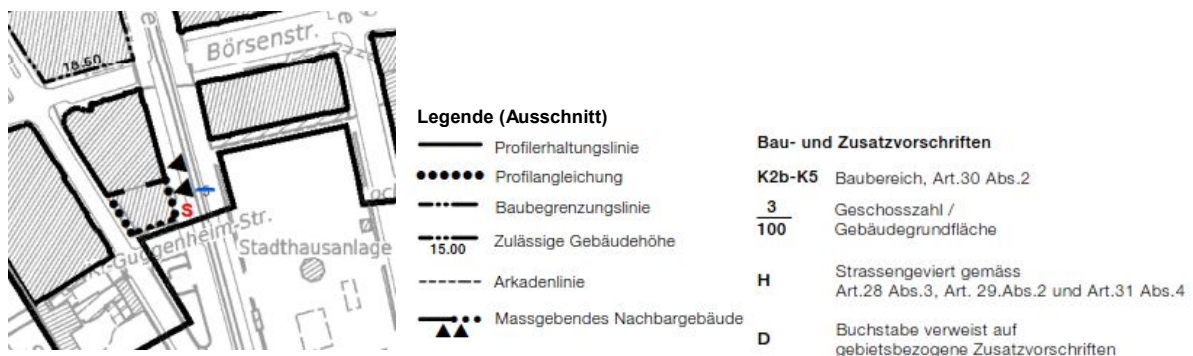 Börsenstr.
18.60
S
Guggenheim-Str.
Stadthausanlage
Legende (Ausschnitt)
Profilerhaltungslinie
Profilangleichung
Baubegrenzungslinie
15.00 Zulässige Gebäudehöhe
Arkadenlinie
Massgebendes Nachbargebäude
Bau- und Zusatzvorschriften
K2b-K5 Baubereich, Art.30 Abs.2
3 Geschosszahl /
100 Gebäudegrundfläche
H Strassengeviert gemäss
Art.28 Abs.3, Art. 29.Abs.2 und Art.31 Abs.4
D Buchstabe verweist auf
gebietsbezogene Zusatzvorschriften